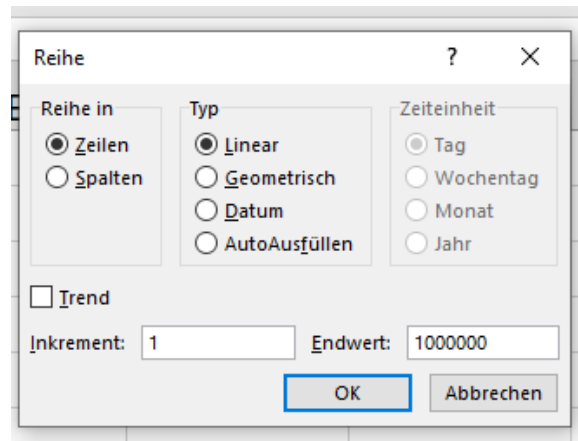 Reihe ? ×
Reihe in
Zeilen
Spalten
Typ
Linear
Geometrisch
Datum
AutoAusfüllen
Zeiteinheit
Tag
Wochentag
Monat
Jahr
Trend
Inkrement: 1 Endwert: 1000000
OK Abbrechen